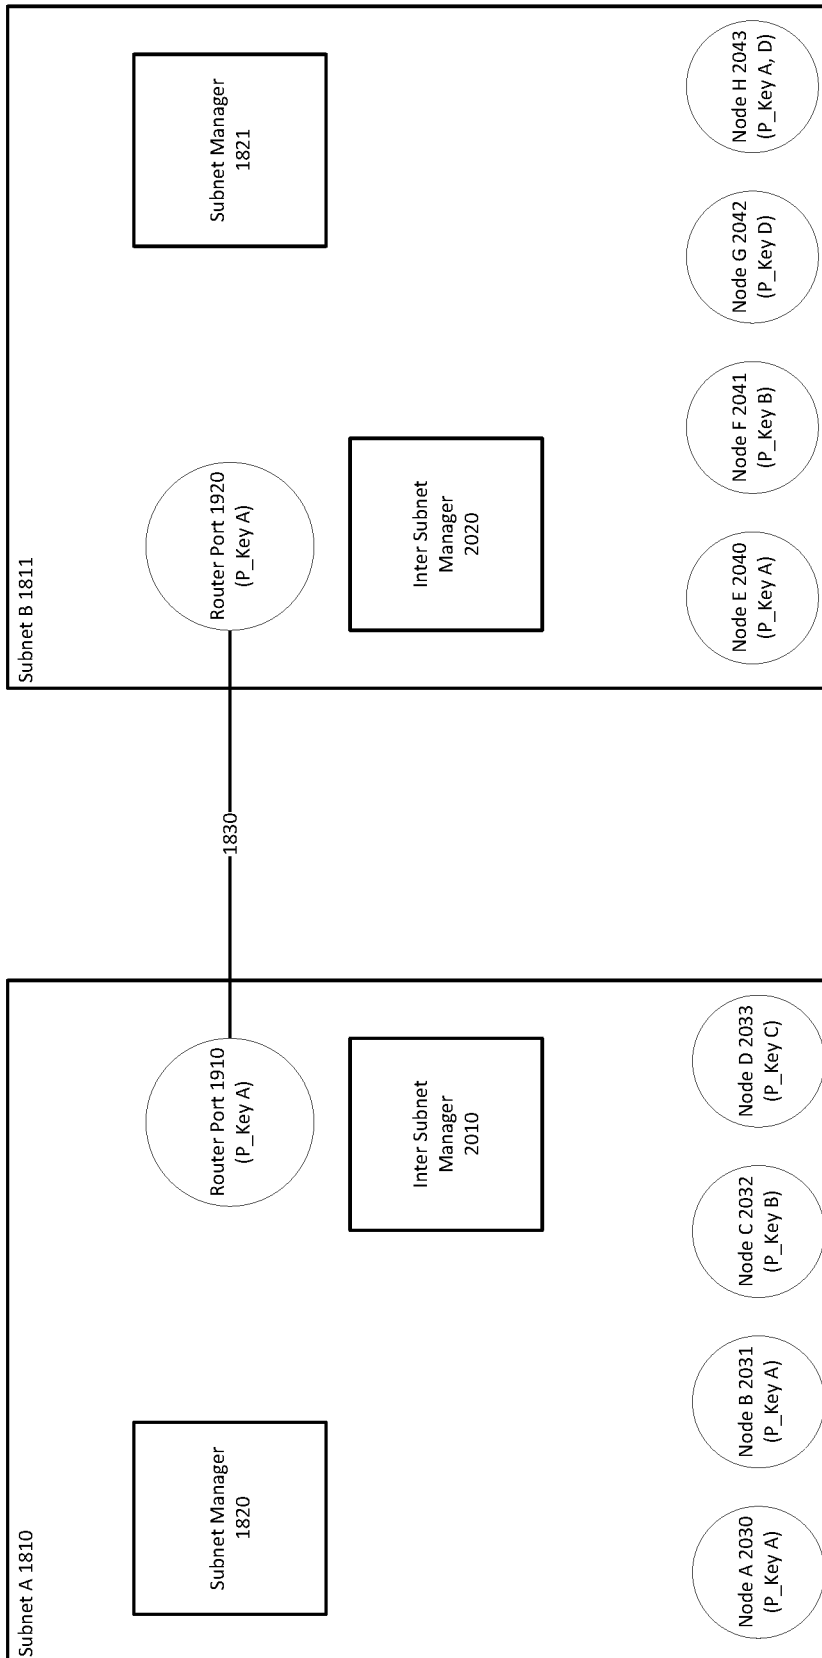 Subnet A 1810
Subnet Manager
1820
Router Port 1910
(P_Key A)
Inter Subnet
Manager
2010
Node A 2030
(P_Key A)
Node B 2031
(P_Key A)
Node C 2032
(P_Key B)
Node D 2033
(P_Key C)
1830
Subnet B 1811
Router Port 1920
(P_Key A)
Subnet Manager
1821
Inter Subnet
Manager
2020
Node E 2040
(P_Key A)
Node F 2041
(P_Key B)
Node G 2042
(P_Key D)
Node H 2043
(P_Key A, D)